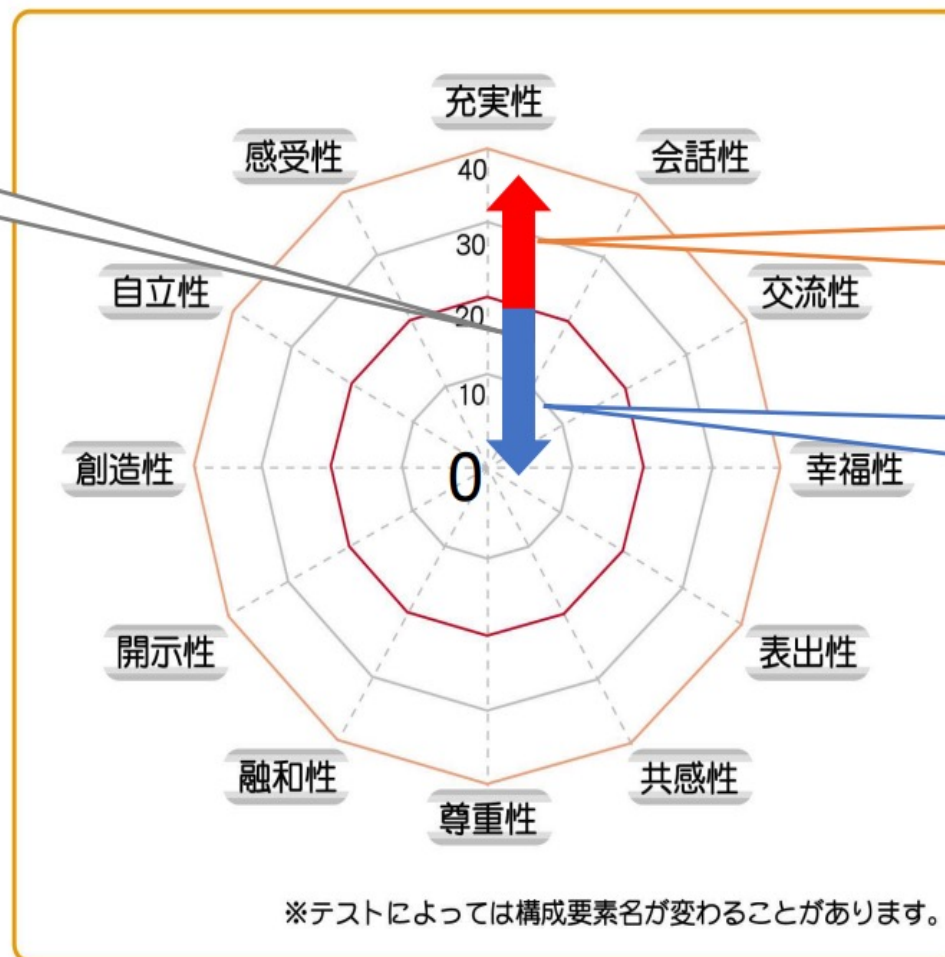 充実性
感受性
会話性
40
30
自立性
交流性
20
10
創造性
0
幸福性
開示性
表出性
融和性
共感性
尊重性
※テストによっては構成要素名が変わることがあります。